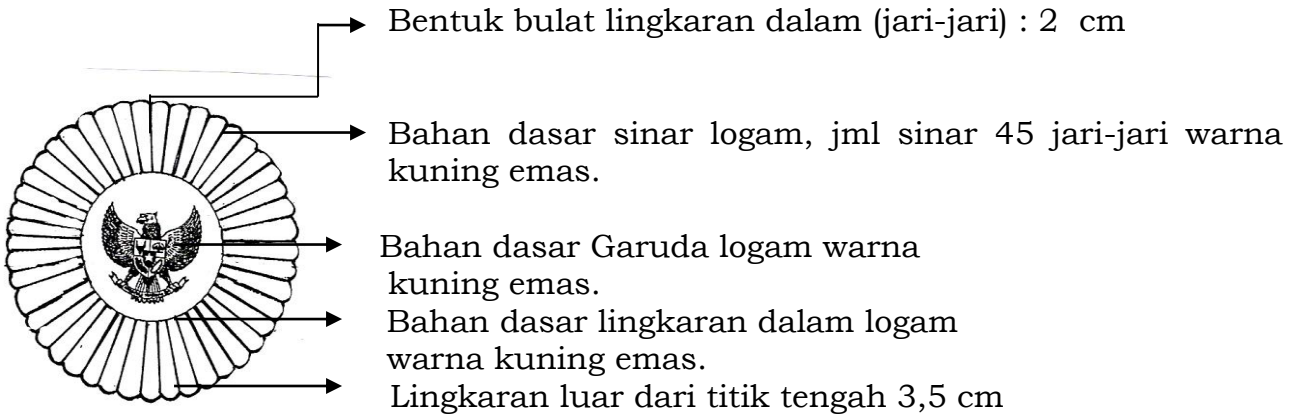 Bentuk bulat lingkaran dalam (jari-jari) : 2 cm
Bahan dasar sinar logam, jml sinar 45 jari-jari warna
kuning emas.
Bahan dasar Garuda logam warna
kuning emas.
Bahan dasar lingkaran dalam logam
warna kuning emas.
Lingkaran luar dari titik tengah 3,5 cm